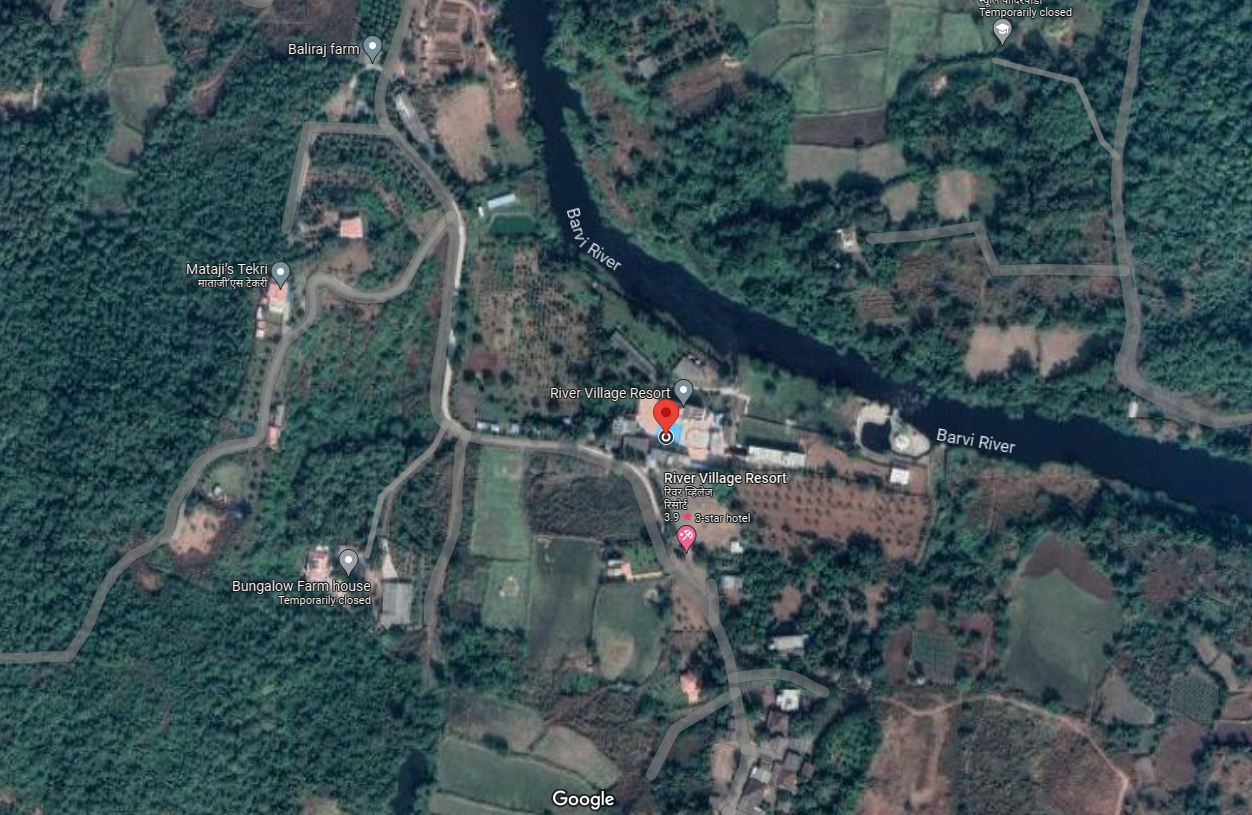 Temporarily closed
Baliraj farm
Barvi River
Mataji's Tekri
माताजी'एस टेकरी
River Village Resort
Barvi River
River Village Resort
रिवर व्हिलेज
रिसोर्ट
3.9 ★ 3-star hotel
Bungalow Farm house
Temporarily closed
Google